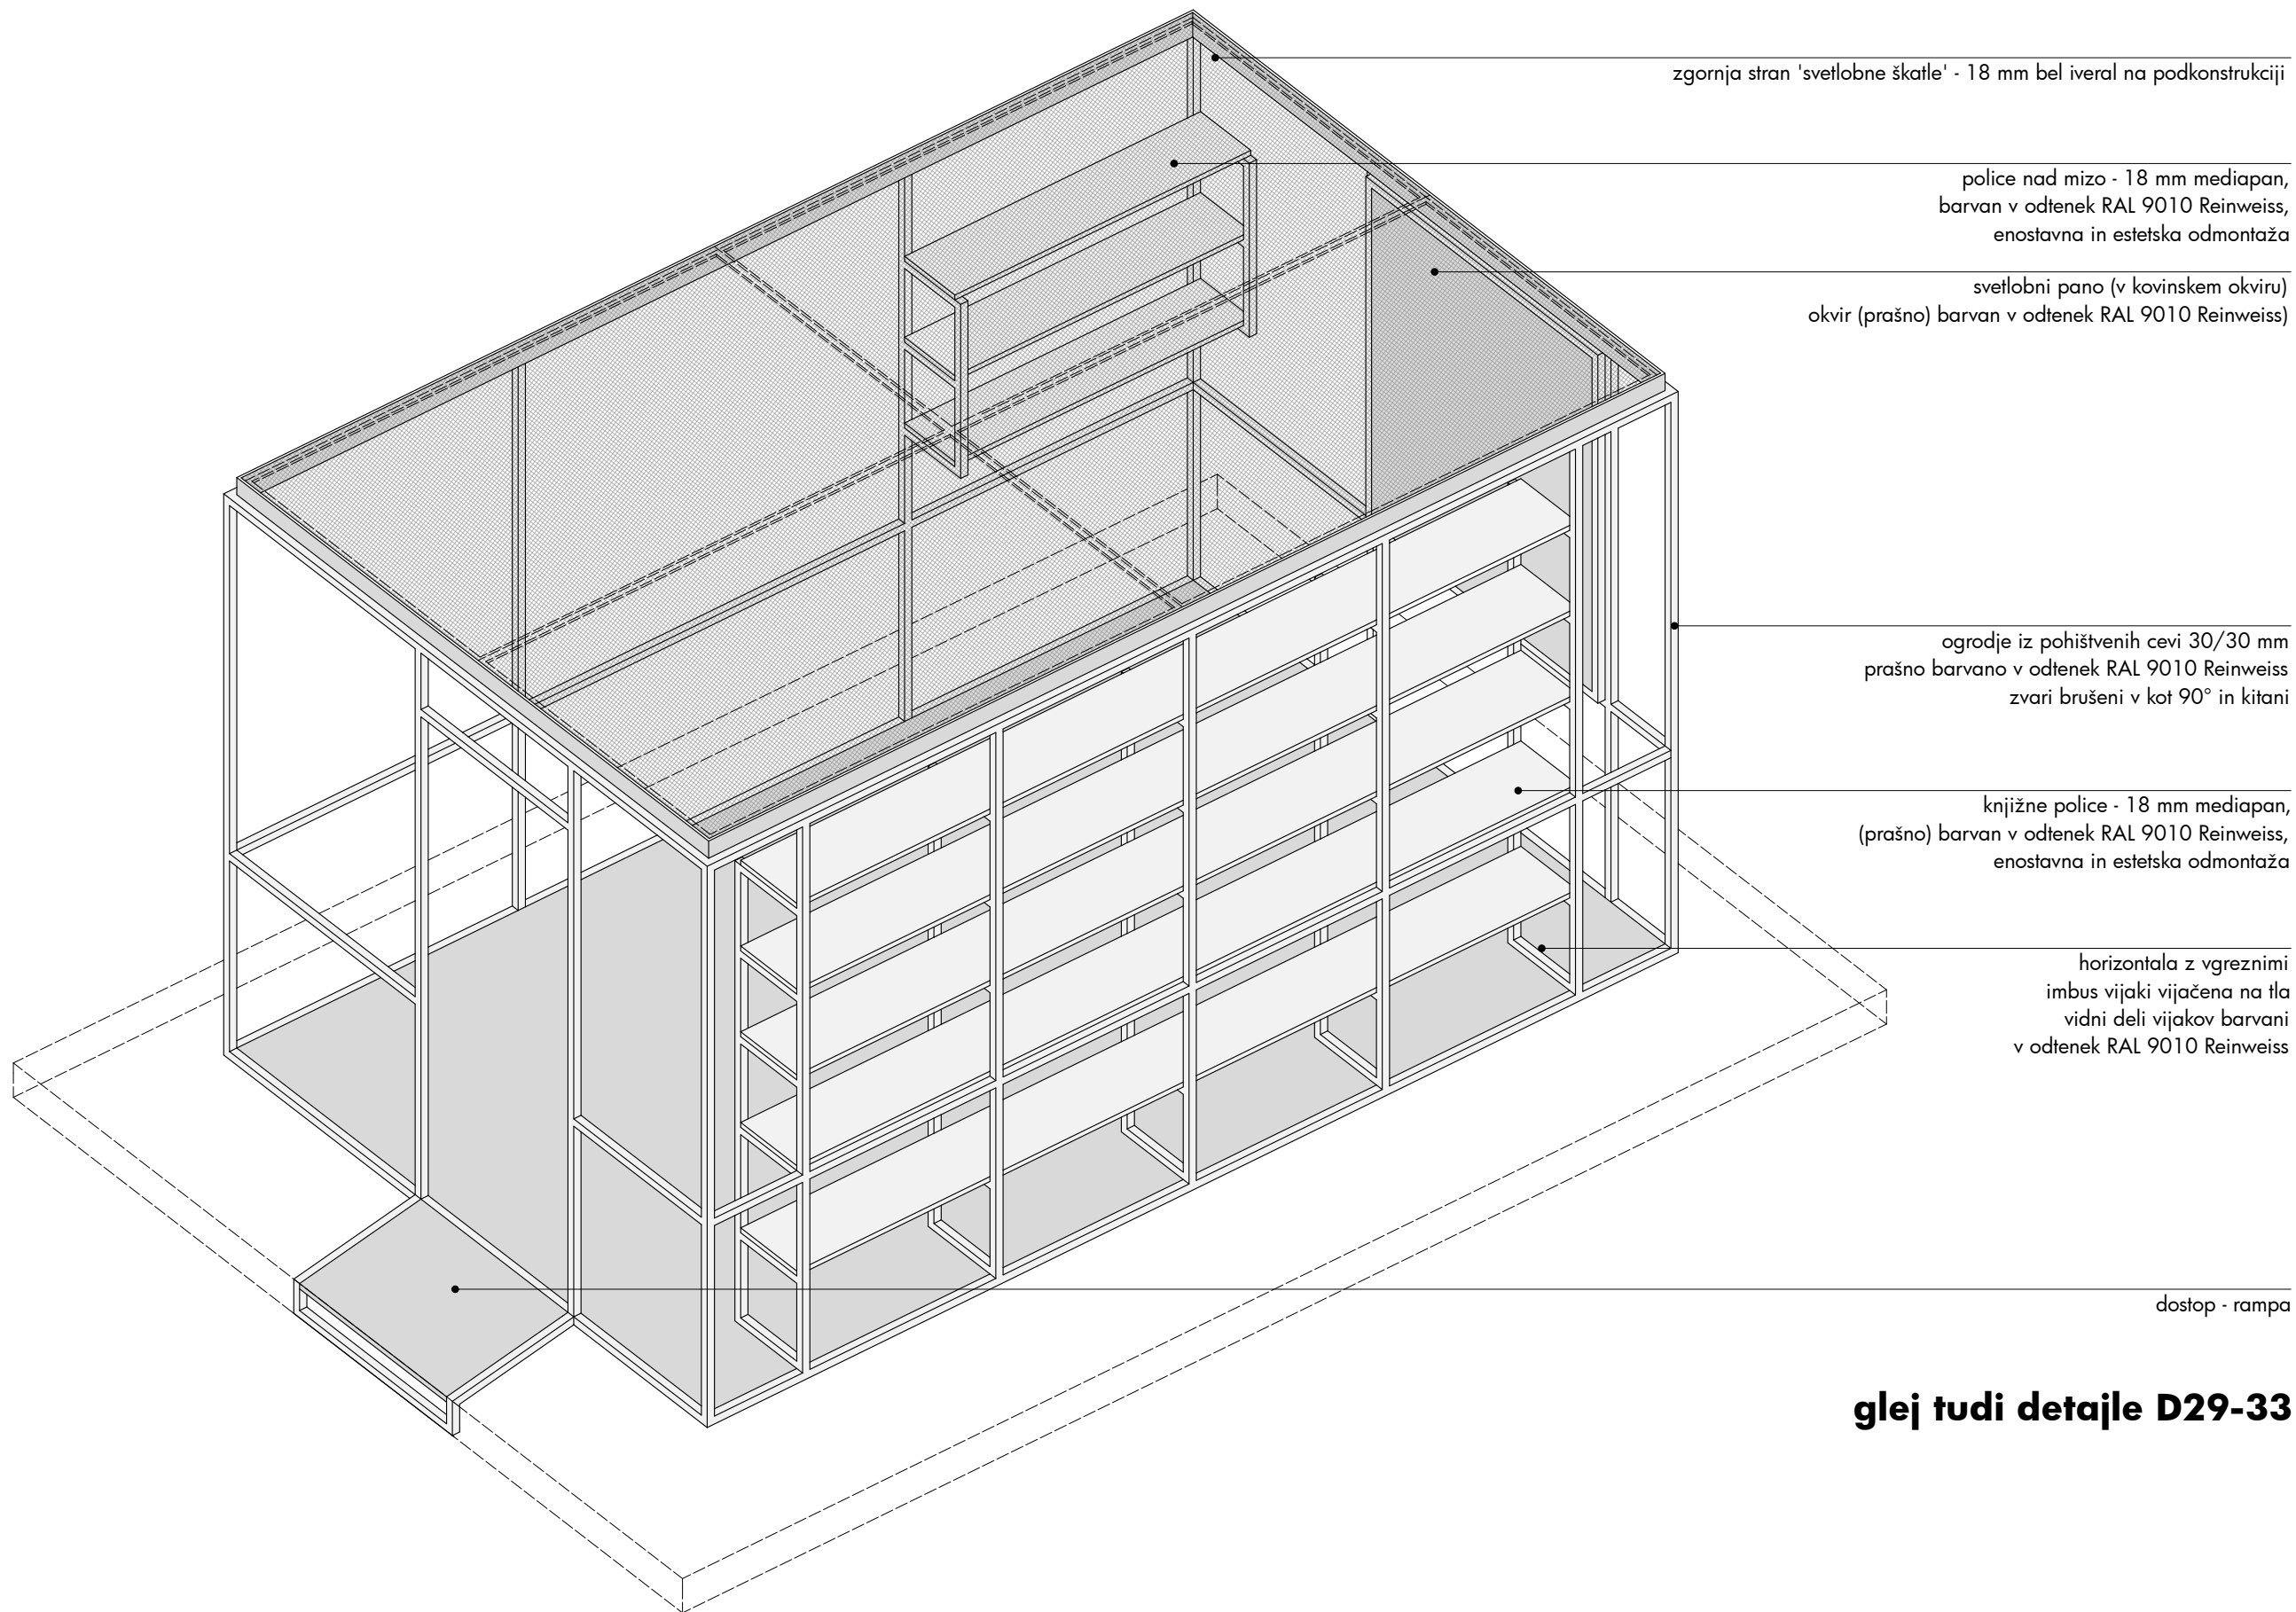 zgornja stran 'svetlobne škatle' - 18 mm bel iveral na podkonstrukciji
police nad mizo - 18 mm mediapan,
barvan v odtenek RAL 9010 Reinweiss,
enostavna in estetska odmontaža
svetlobni pano (v kovinskem okviru)
okvir (prašno) barvan v odtenek RAL 9010 Reinweiss)
ogrodje iz pohištvenih cevi 30/30 mm
prašno barvano v odtenek RAL 9010 Reinweiss
zvari brušeni v kot 90° in kitani
knjižne police - 18 mm mediapan,
(prašno) barvan v odtenek RAL 9010 Reinweiss,
enostavna in estetska odmontaža
horizontala z vgreznimi
imbus vijaki vijačena na tla
vidni deli vijakov barvani
v odtenek RAL 9010 Reinweiss
dostop - rampa
glej tudi detajle D29-33